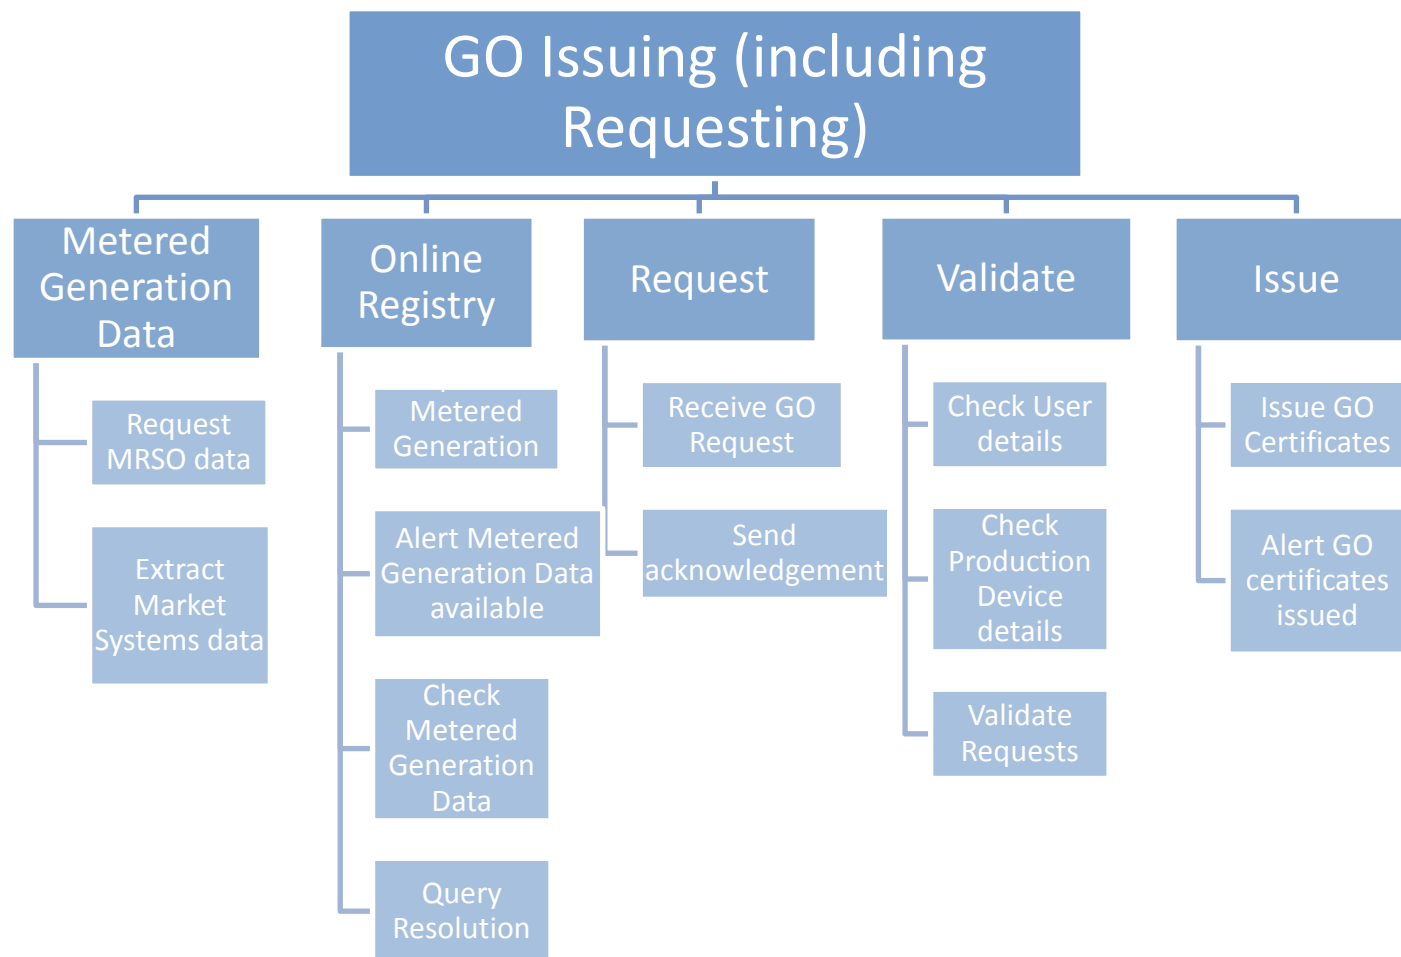 GO Issuing (including
Requesting)
Metered
Generation
Data
Request
MRSO data
Extract
Market
Systems data
Online
Registry
Metered
Generation
Alert Metered
Generation Data
available
Check
Metered
Generation
Data
Query
Resolution
Request
Receive GO
Request
Send
acknowledgement
Validate
Check User
details
Check
Production
Device
details
Validate
Requests
Issue
Issue GO
Certificates
Alert GO
certificates
issued